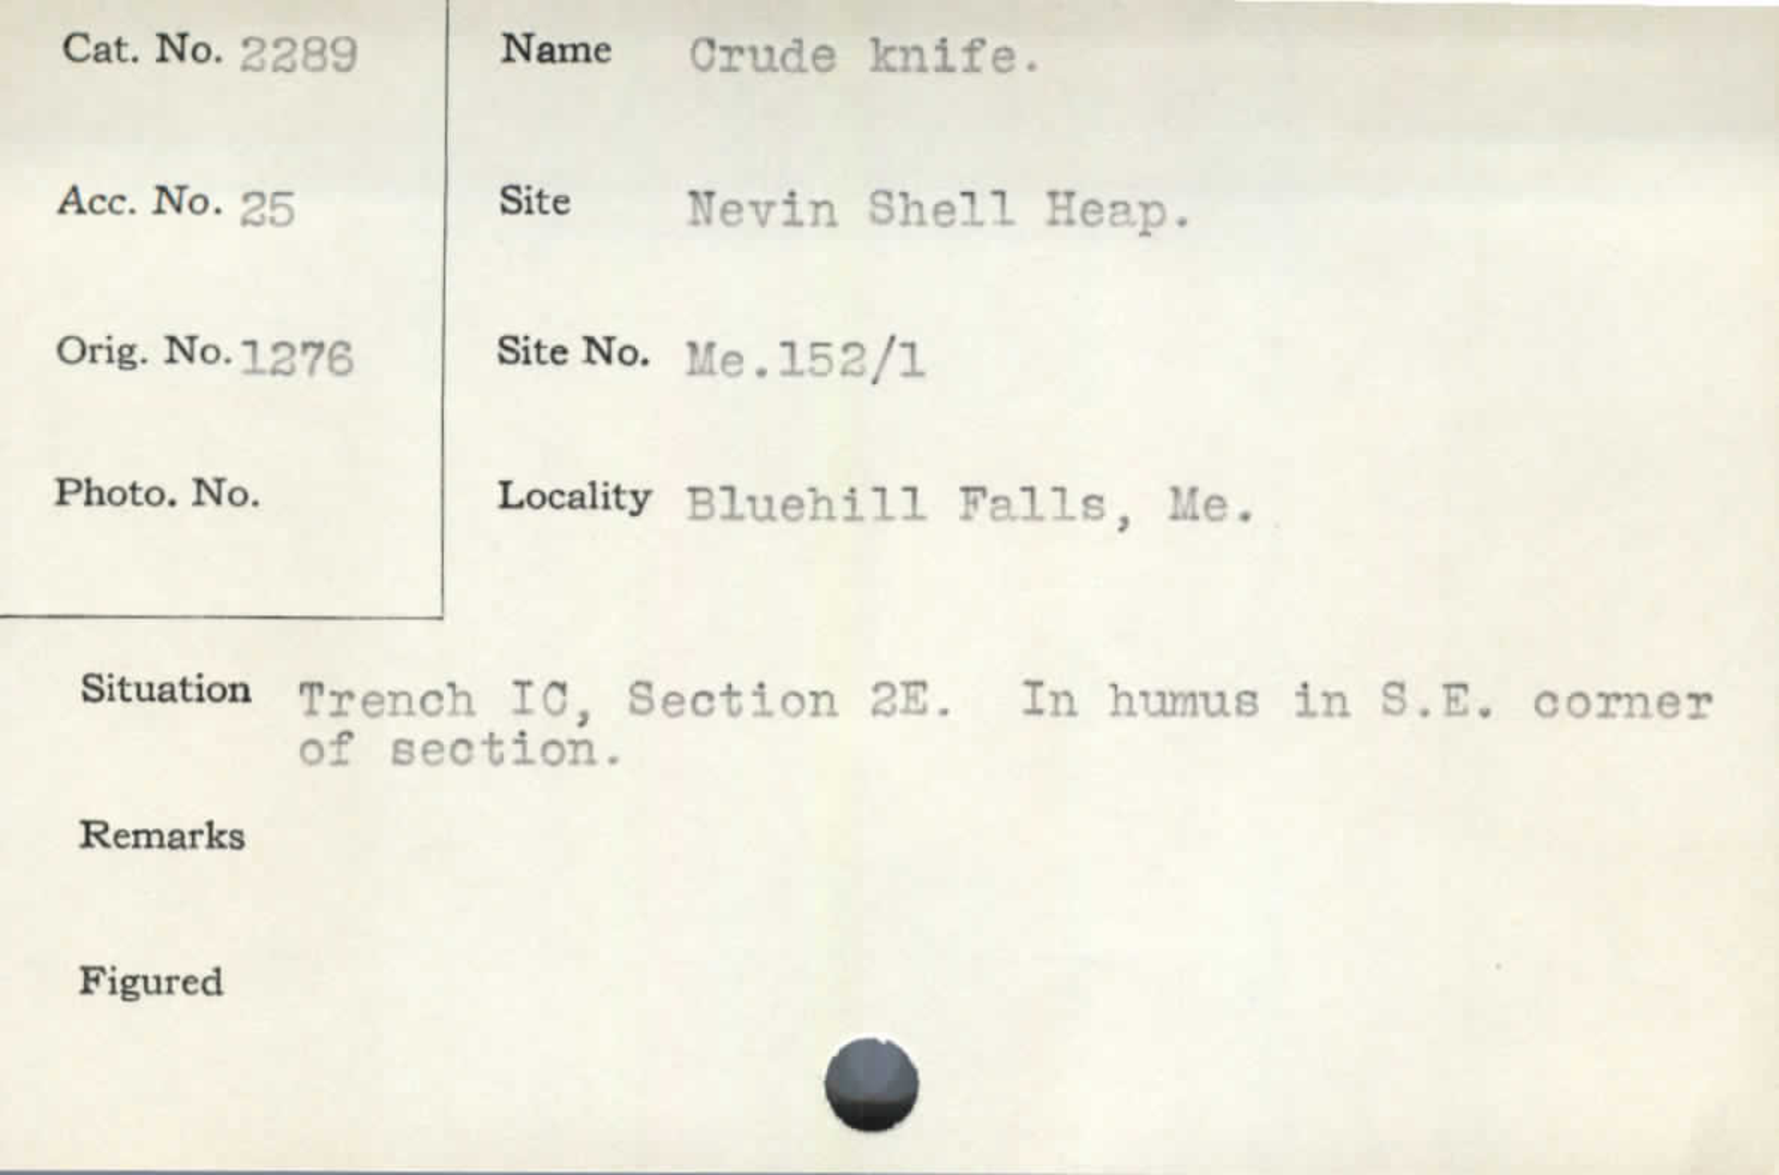 Cat. No. 2289
Acc. No. 25
Orig. No. 1276
Photo. No.
Name Crude knife.
Site Nevin Shell Heap.
Site No. Me.152/1
Locality Bluehill Falls, Me.
Situation Trench IC, Section 2E. In humus in S.E. corner
of section.
Remarks
Figured